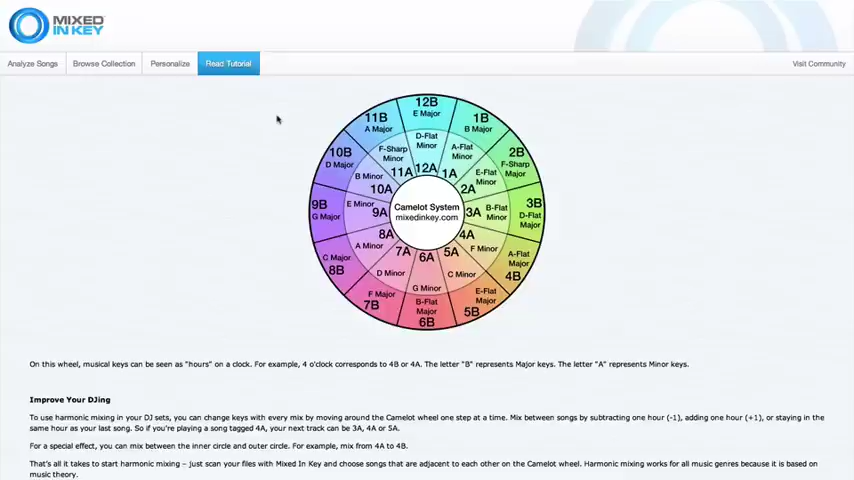 MIXED
IN KEY
Analyze Songs
Browse Collection
Personalize
Read Tutorial
Visit Community
12B
E Major
1B
B Major
2B
F-Sharp
Major
3B
D-Flat
Major
A-Flat
Major
4B
E-Flat
Major
5B
B-Flat
Major
6B
F Major
7B
C Major
8B
9B
G Major
10B
D Major
11B
A Major
D-Flat
Minor
12A
A-Flat
Minor
1A
E-Flat
Minor
2A
3A
B-Flat
Minor
4A
F Minor
5A
C Minor
6A
G Minor
7A
D Minor
8A
A Minor
E Minor
9A
B Minor
10A
F-Sharp
Minor
11A
Camelot System
mixedinkey.com
On this wheel, musical keys can be seen as "hours" on a clock. For example, 4 o'clock corresponds to 4B or 4A. The letter "B" represents Major keys. The letter "A" represents Minor keys.
Improve Your DJing
To use harmonic mixing in your DJ sets, you can change keys with every mix by moving around the Camelot wheel one step at a time. Mix between songs by subtracting one hour (-1), adding one hour (+1), or staying in the
same hour as your last song. So if you're playing a song tagged 4A, your next track can be 3A, 4A or 5A.
For a special effect, you can mix between the inner circle and outer circle. For example, mix from 4A to 4B.
That's all it takes to start harmonic mixing – just scan your files with Mixed In Key and choose songs that are adjacent to each other on the Camelot wheel. Harmonic mixing works for all music genres because it is based on
music theory.